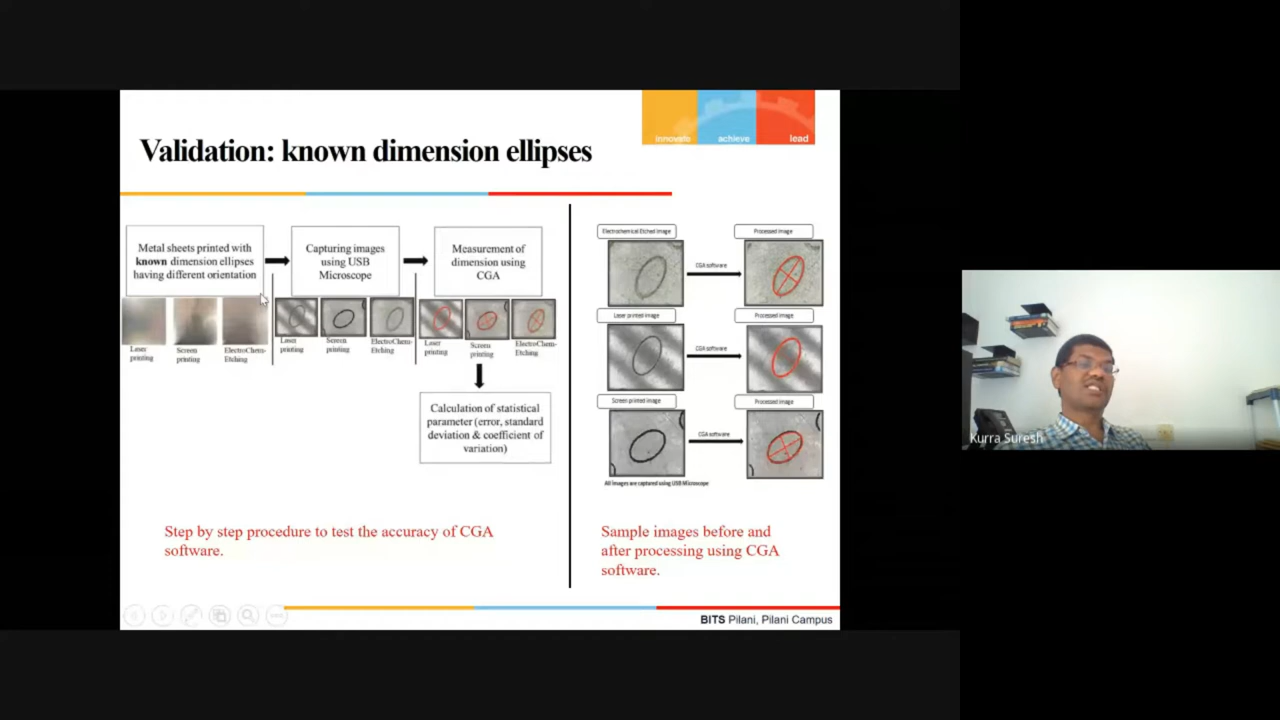 innovate achieve lead
Validation: known dimension ellipses
Metal sheets printed with
known dimension ellipses
having different orientation
Capturing images
using USB
Microscope
Measurement of
dimension using
CGA
Laser
printing
Screen
printing
ElectroChem-
Etching
Laser
printing
Screen
printing
ElectroChem-
Etching
Laser
printing
Screen
printing
ElectroChem-
Etching
Calculation of statistical
parameter (error, standard
deviation & coefficient of
variation)
Step by step procedure to test the accuracy of CGA
software.
Electrochemical Etched image
CGA software
Processed image
Laser printed image
CGA software
Processed image
Screen printed image
CGA software
Processed image
All images are captured using USB Microscope
Sample images before and
after processing using CGA
software.
BITS Pilani, Pilani Campus
Kurra Suresh